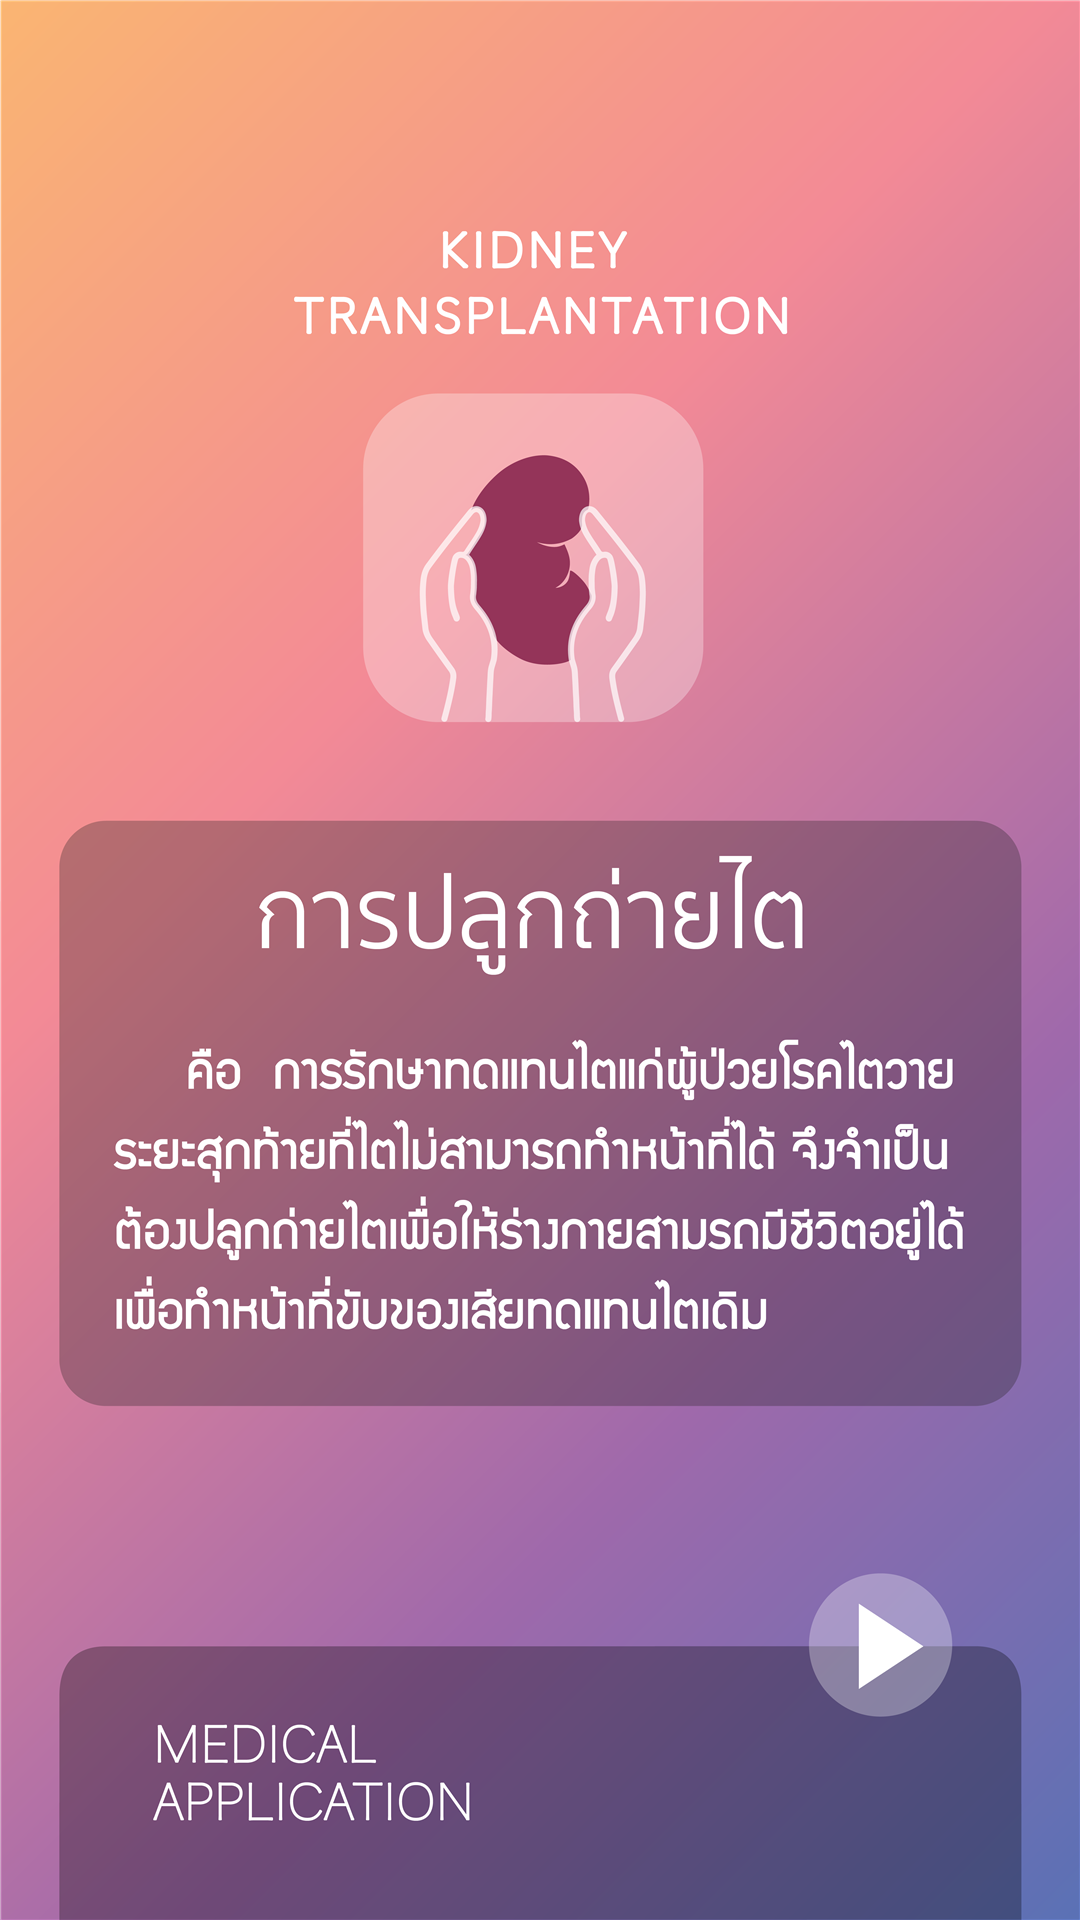 KIDNEY
TRANSPLANTATION
การปลูกถ่ายไต
คือ การรักษาทดแทนไตแก่ผู้ป่วยโรคไตวาย
ระยะสุกท้ายที่ไตไม่สามารถทำหน้าที่ได้ จึงจำเป็น
ต้องปลูกถ่ายไตเพื่อให้ร่างกายสามรถมีชีวิตอยู่ได้
เพื่อทำหน้าที่ขับของเสียทดแทนไตเดิม
MEDICAL
APPLICATION